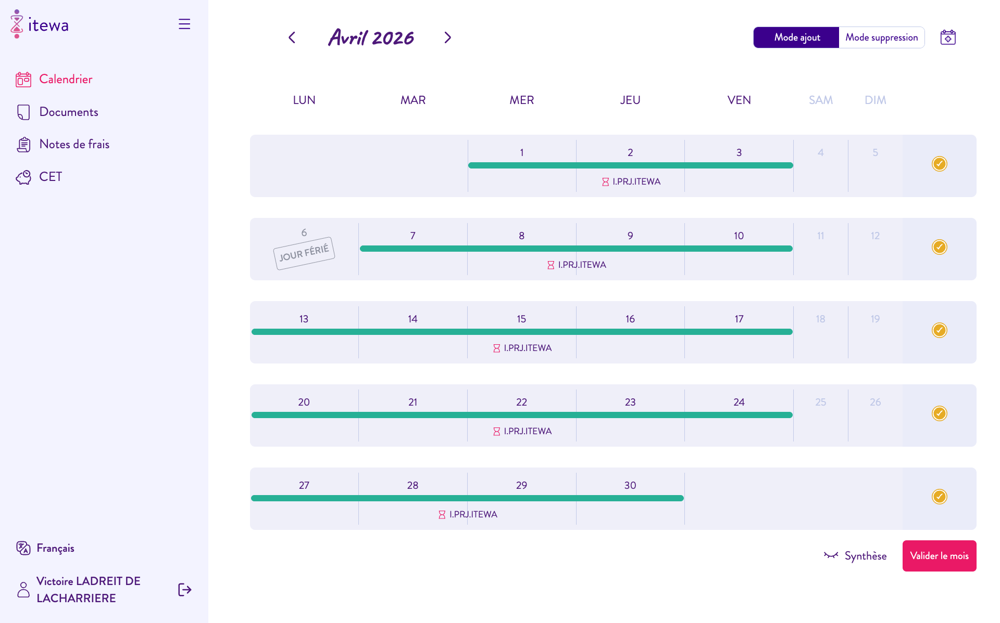 itewa
Calendrier
Documents
Notes de frais
CET
Français
Victoire LADREIT DE
LACHARRIERE
Avril 2026
Mode ajout
Mode suppression
LUN MAR MER JEU VEN SAM DIM
1 2 3 4 5
I.PRJ.ITEWA
6 7 8 9 10 11 12
JOUR FÉRIÉ
I.PRJ.ITEWA
13 14 15 16 17 18 19
I.PRJ.ITEWA
20 21 22 23 24 25 26
I.PRJ.ITEWA
27 28 29 30
I.PRJ.ITEWA
Synthèse
Valider le mois